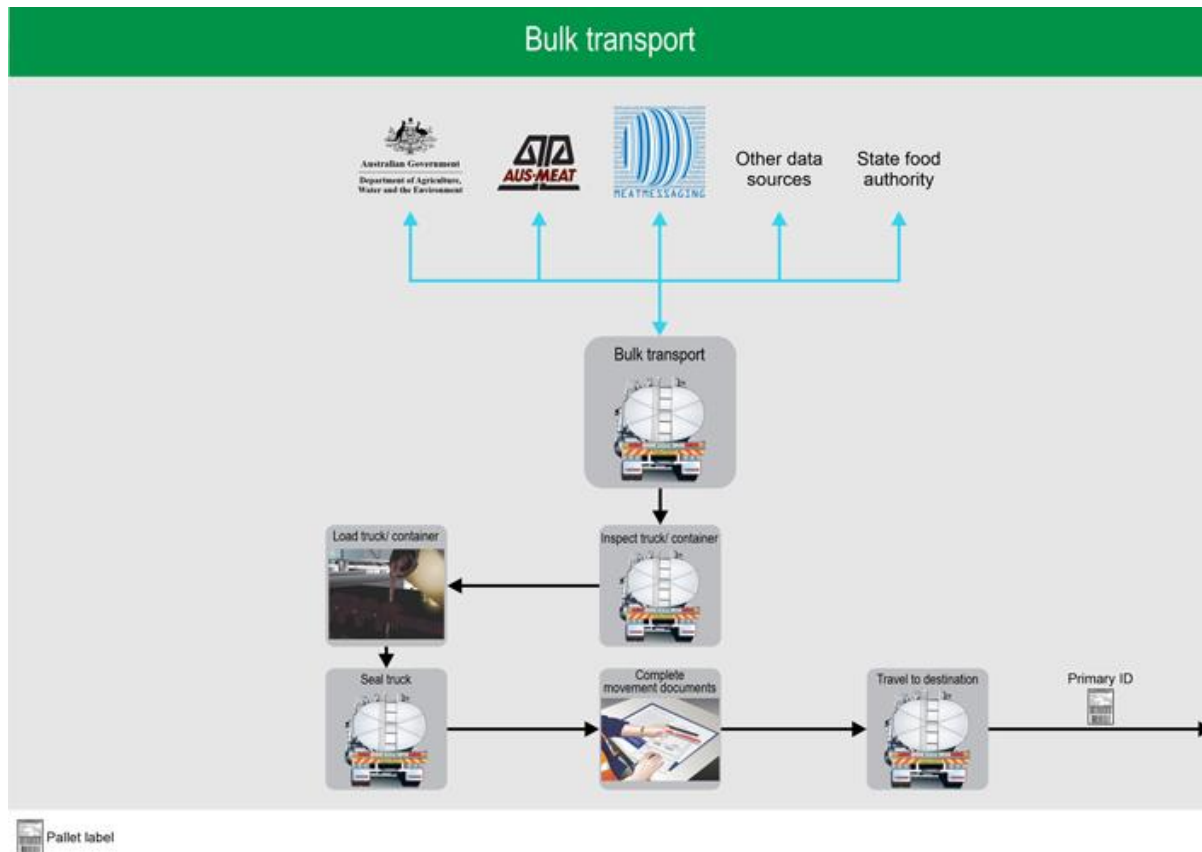 Bulk transport
Australian Government
Department of Agriculture,
Water and the Environment
AUS-MEAT
MEATMESSAGING
Other data
sources
State food
authority
Bulk transport
Load truck/ container
Inspect truck/ container
Seal truck
Complete
movement documents
Travel to destination
Primary ID
Pallet label